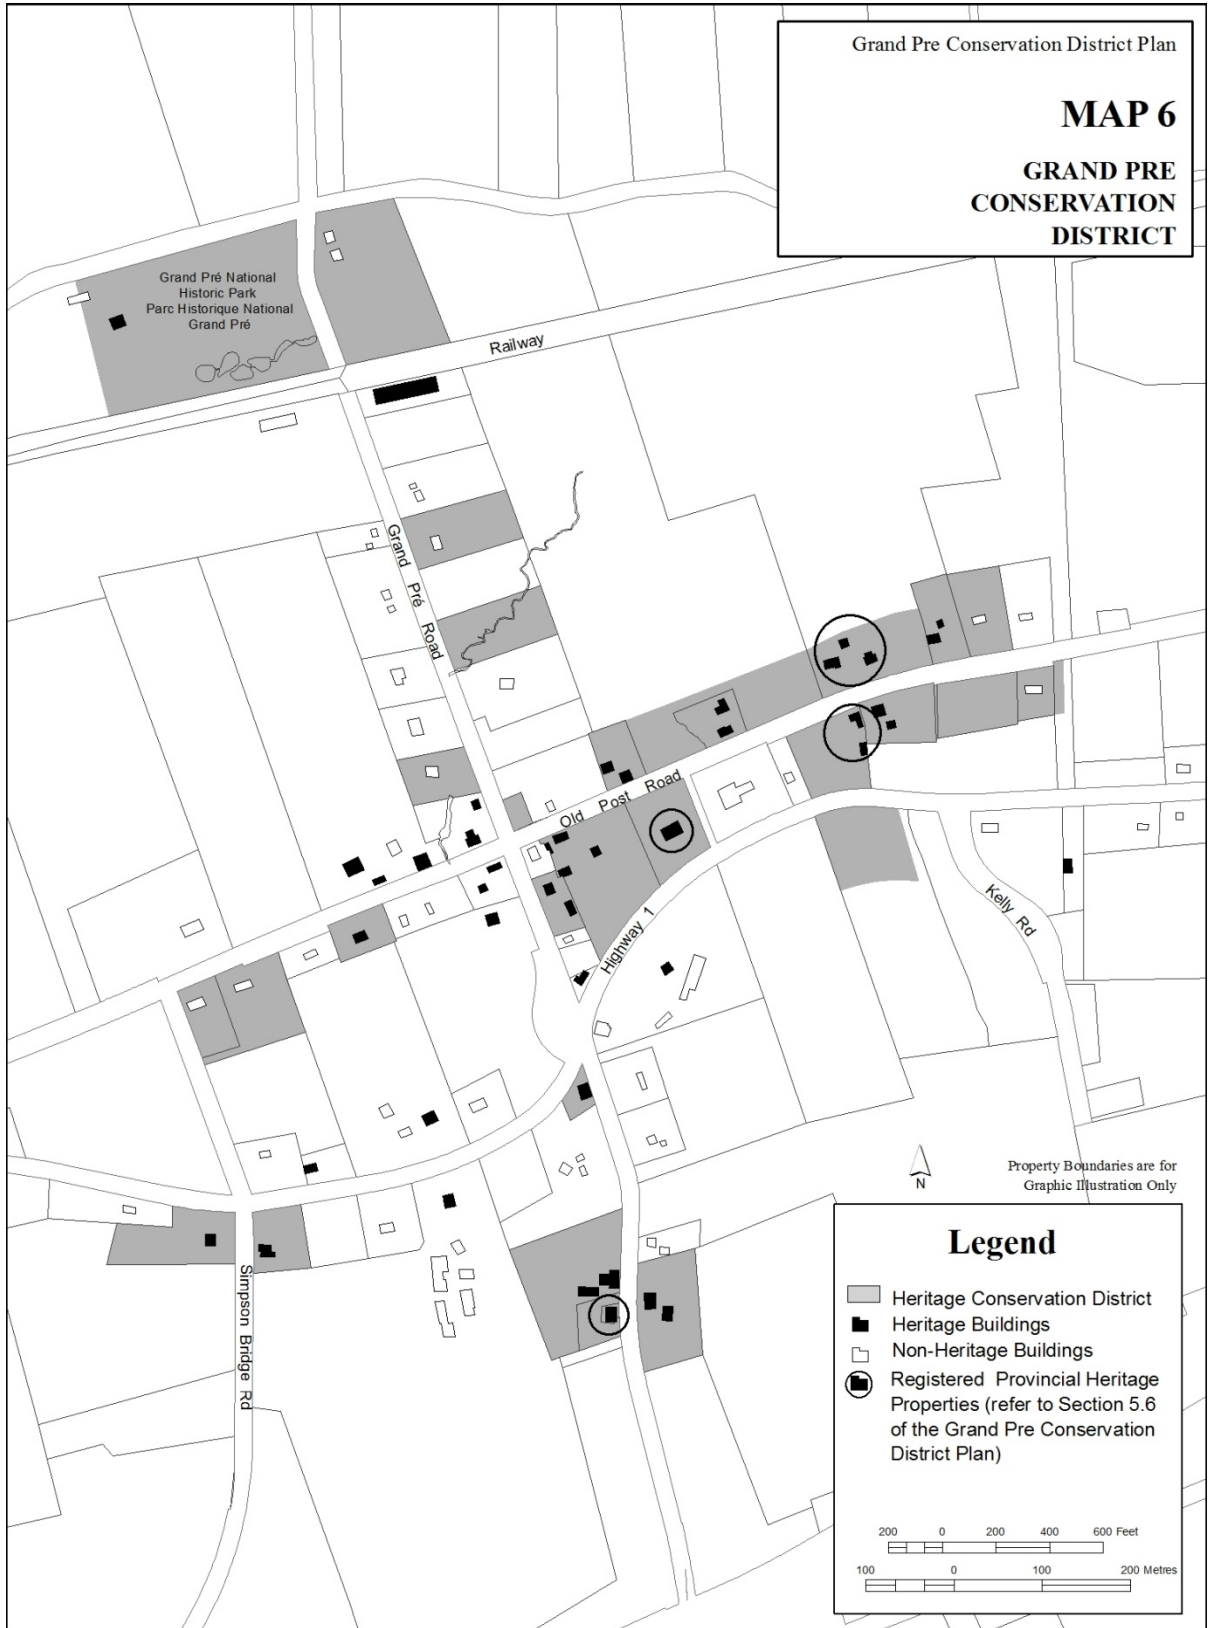 Grand Pre Conservation District Plan
MAP 6
GRAND PRE
CONSERVATION
DISTRICT
Grand Pré National
Historic Park
Parc Historique National
Grand Pré
Railway
Grand Pré Road
Old Post Road
Highway 1
Kelly Rd
Simpson Bridge Rd
N
Property Boundaries are for
Graphic Illustration Only
Legend
Heritage Conservation District
Heritage Buildings
Non-Heritage Buildings
Registered Provincial Heritage
Properties (refer to Section 5.6
of the Grand Pre Conservation
District Plan)
200 0 200 400 600 Feet
100 0 100 200 Metres